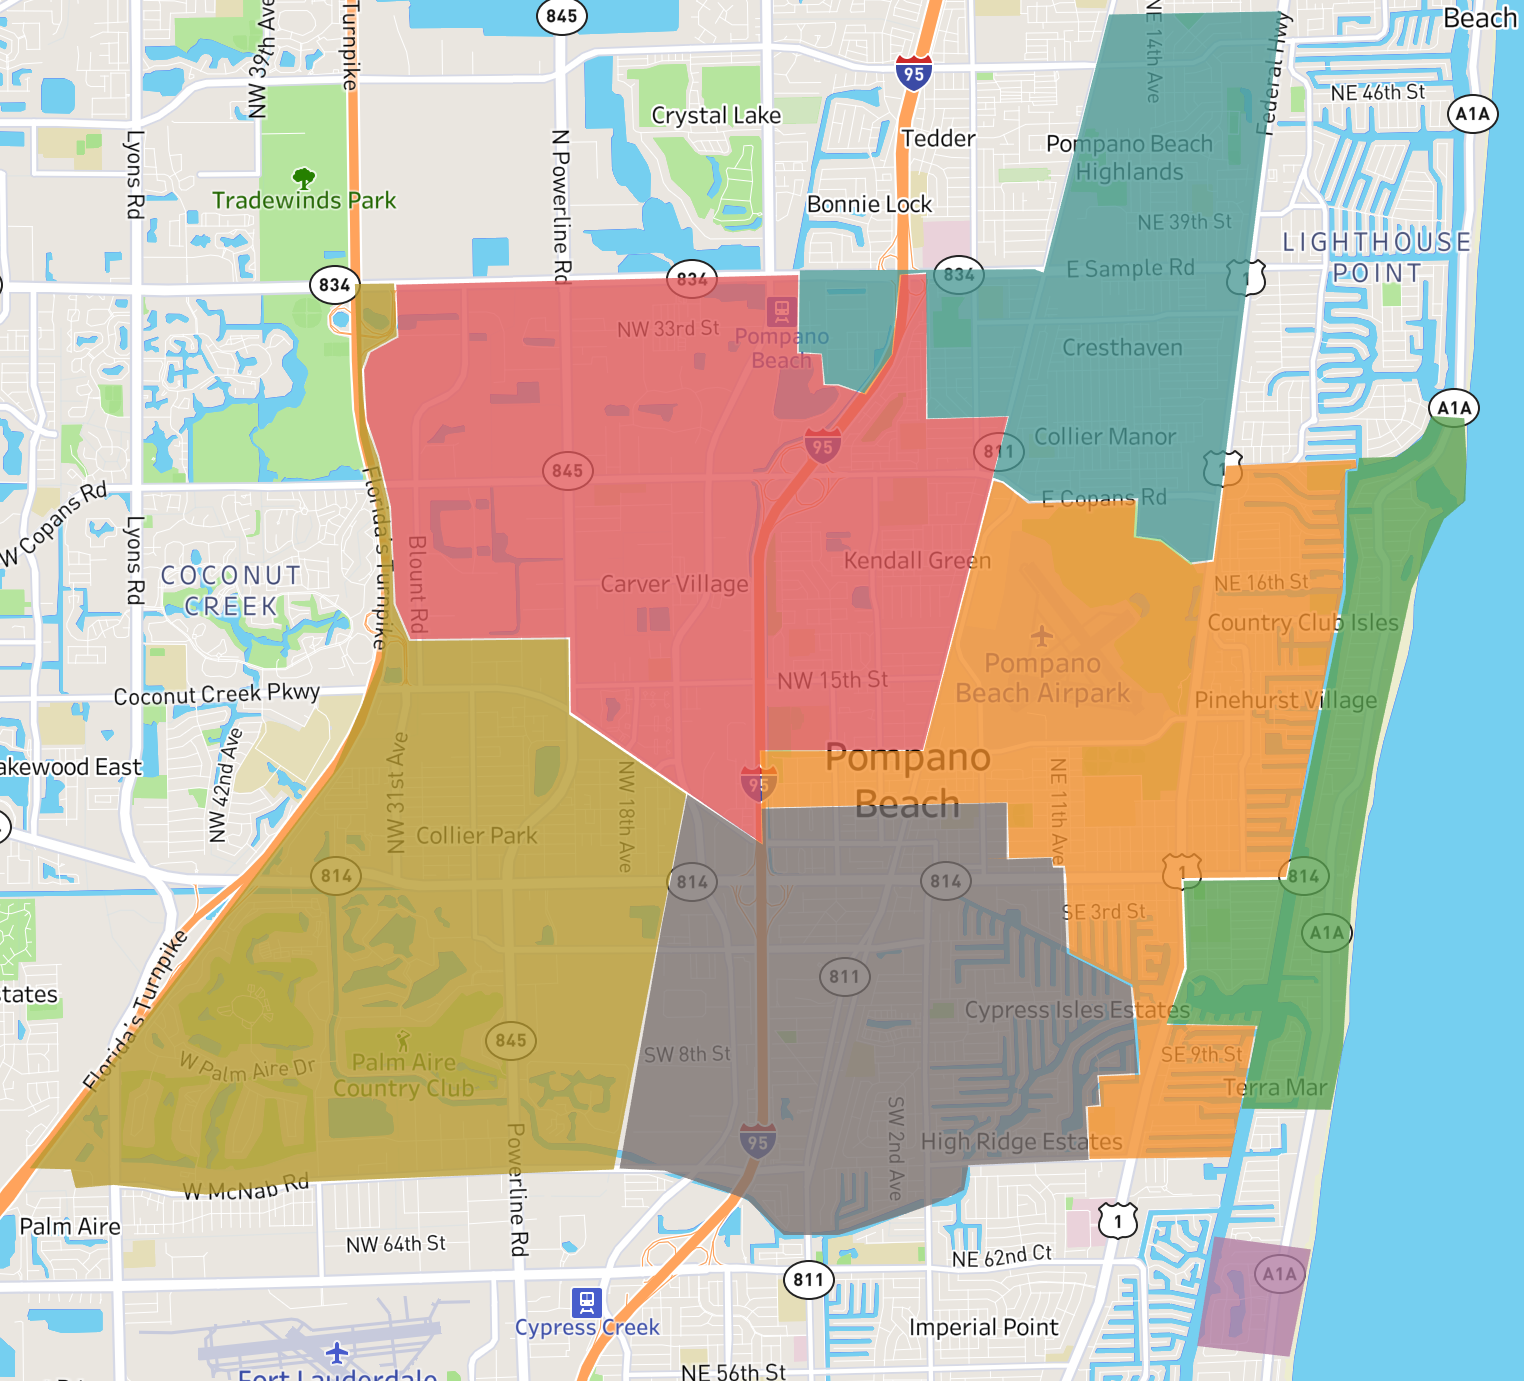 845
Beach
NW 39th Ave
Turnpike
NE 14th Ave
Federal Hwy
95
NE 46th St
A1A
Crystal Lake
Tedder
Lyons Rd
N Powerline Rd
Pompano Beach
Highlands
Tradewinds Park
Bonnie Lock
NE 39th St
LIGHTHOUSE
POINT
834
834
834
E Sample Rd
1
NW 33rd St
Pompano
Beach
Cresthaven
A1A
95
811
Collier Manor
845
1
W Copans Rd
E Copans Rd
Florida's Turnpike
Lyons Rd
Blount Rd
COCONUT
CREEK
Carver Village
Kendall Green
NE 16th St
Country Club Isles
Pompano
Beach Airpark
NW 15th St
Coconut Creek Pkwy
Pinehurst Village
NW 42nd Ave
NW 31st Ave
akewood East
Pompano
Beach
95
NW 18th Ave
NE 11th Ave
Collier Park
814
814
814
1
814
SE 3rd St
A1A
Florida's Turnpike
states
811
Cypress Isles Estates
845
SW 8th St
SE 9th St
W Palm Aire Dr
Palm Aire
Country Club
Terra Mar
SW 2nd Ave
95
High Ridge Estates
Powerline Rd
W McNab Rd
Palm Aire
1
NW 64th St
NE 62nd Ct
811
A1A
Cypress Creek
Imperial Point
Fort Lauderdale
NE 56th St